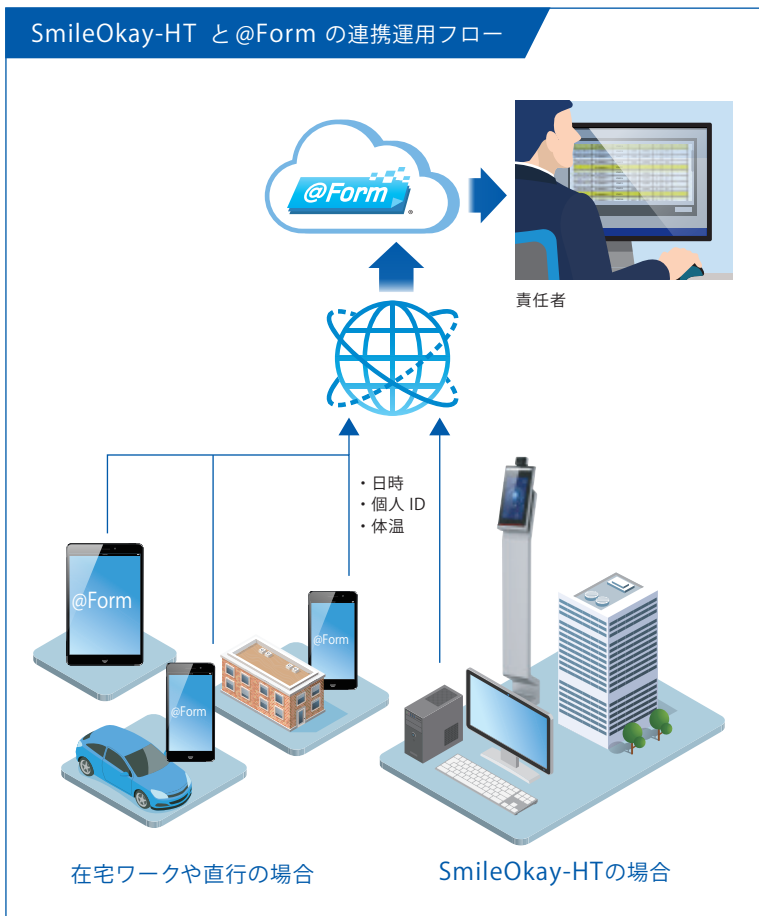 SmileOkay-HT と@Form の連携運用フロー
@Form
®
責任者
・日時
・個人 ID
・体温
@Form
@Form
@Form
在宅ワークや直行の場合
SmileOkay-HTの場合